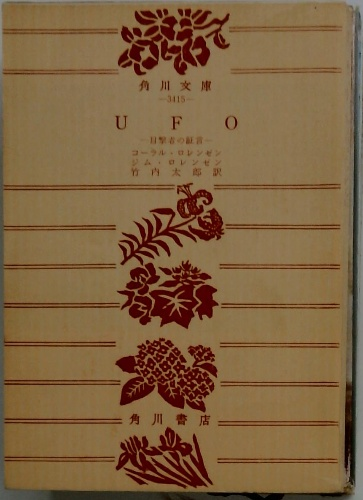 角川文庫
—3415—
UFO
—目撃者の証言—
コーラル・ロレンゼン
ジム・ロレンゼン
竹内太郎訳
角川書店